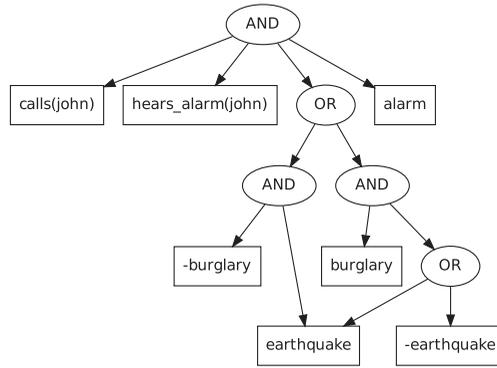 AND
calls(john)
hears_alarm(john)
OR
alarm
AND
AND
-burglary
burglary
OR
earthquake
-earthquake